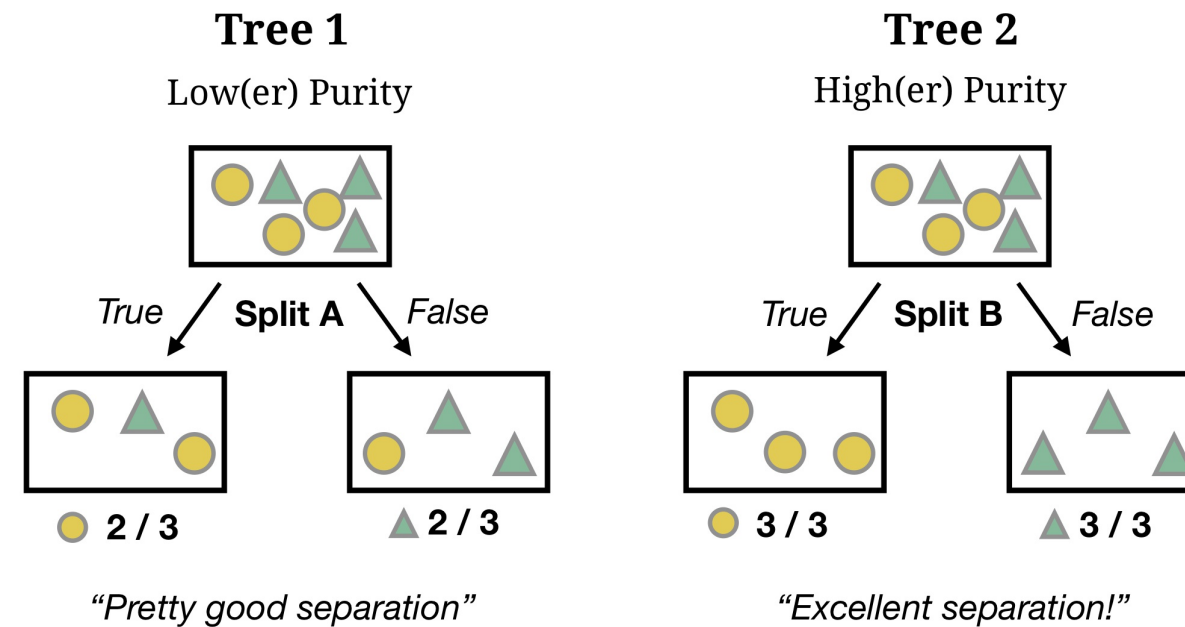 Tree 1
Low(er) Purity
True
Split A
False
2 / 3
2 / 3
“Pretty good separation”
Tree 2
High(er) Purity
True
Split B
False
3 / 3
3 / 3
“Excellent separation!”